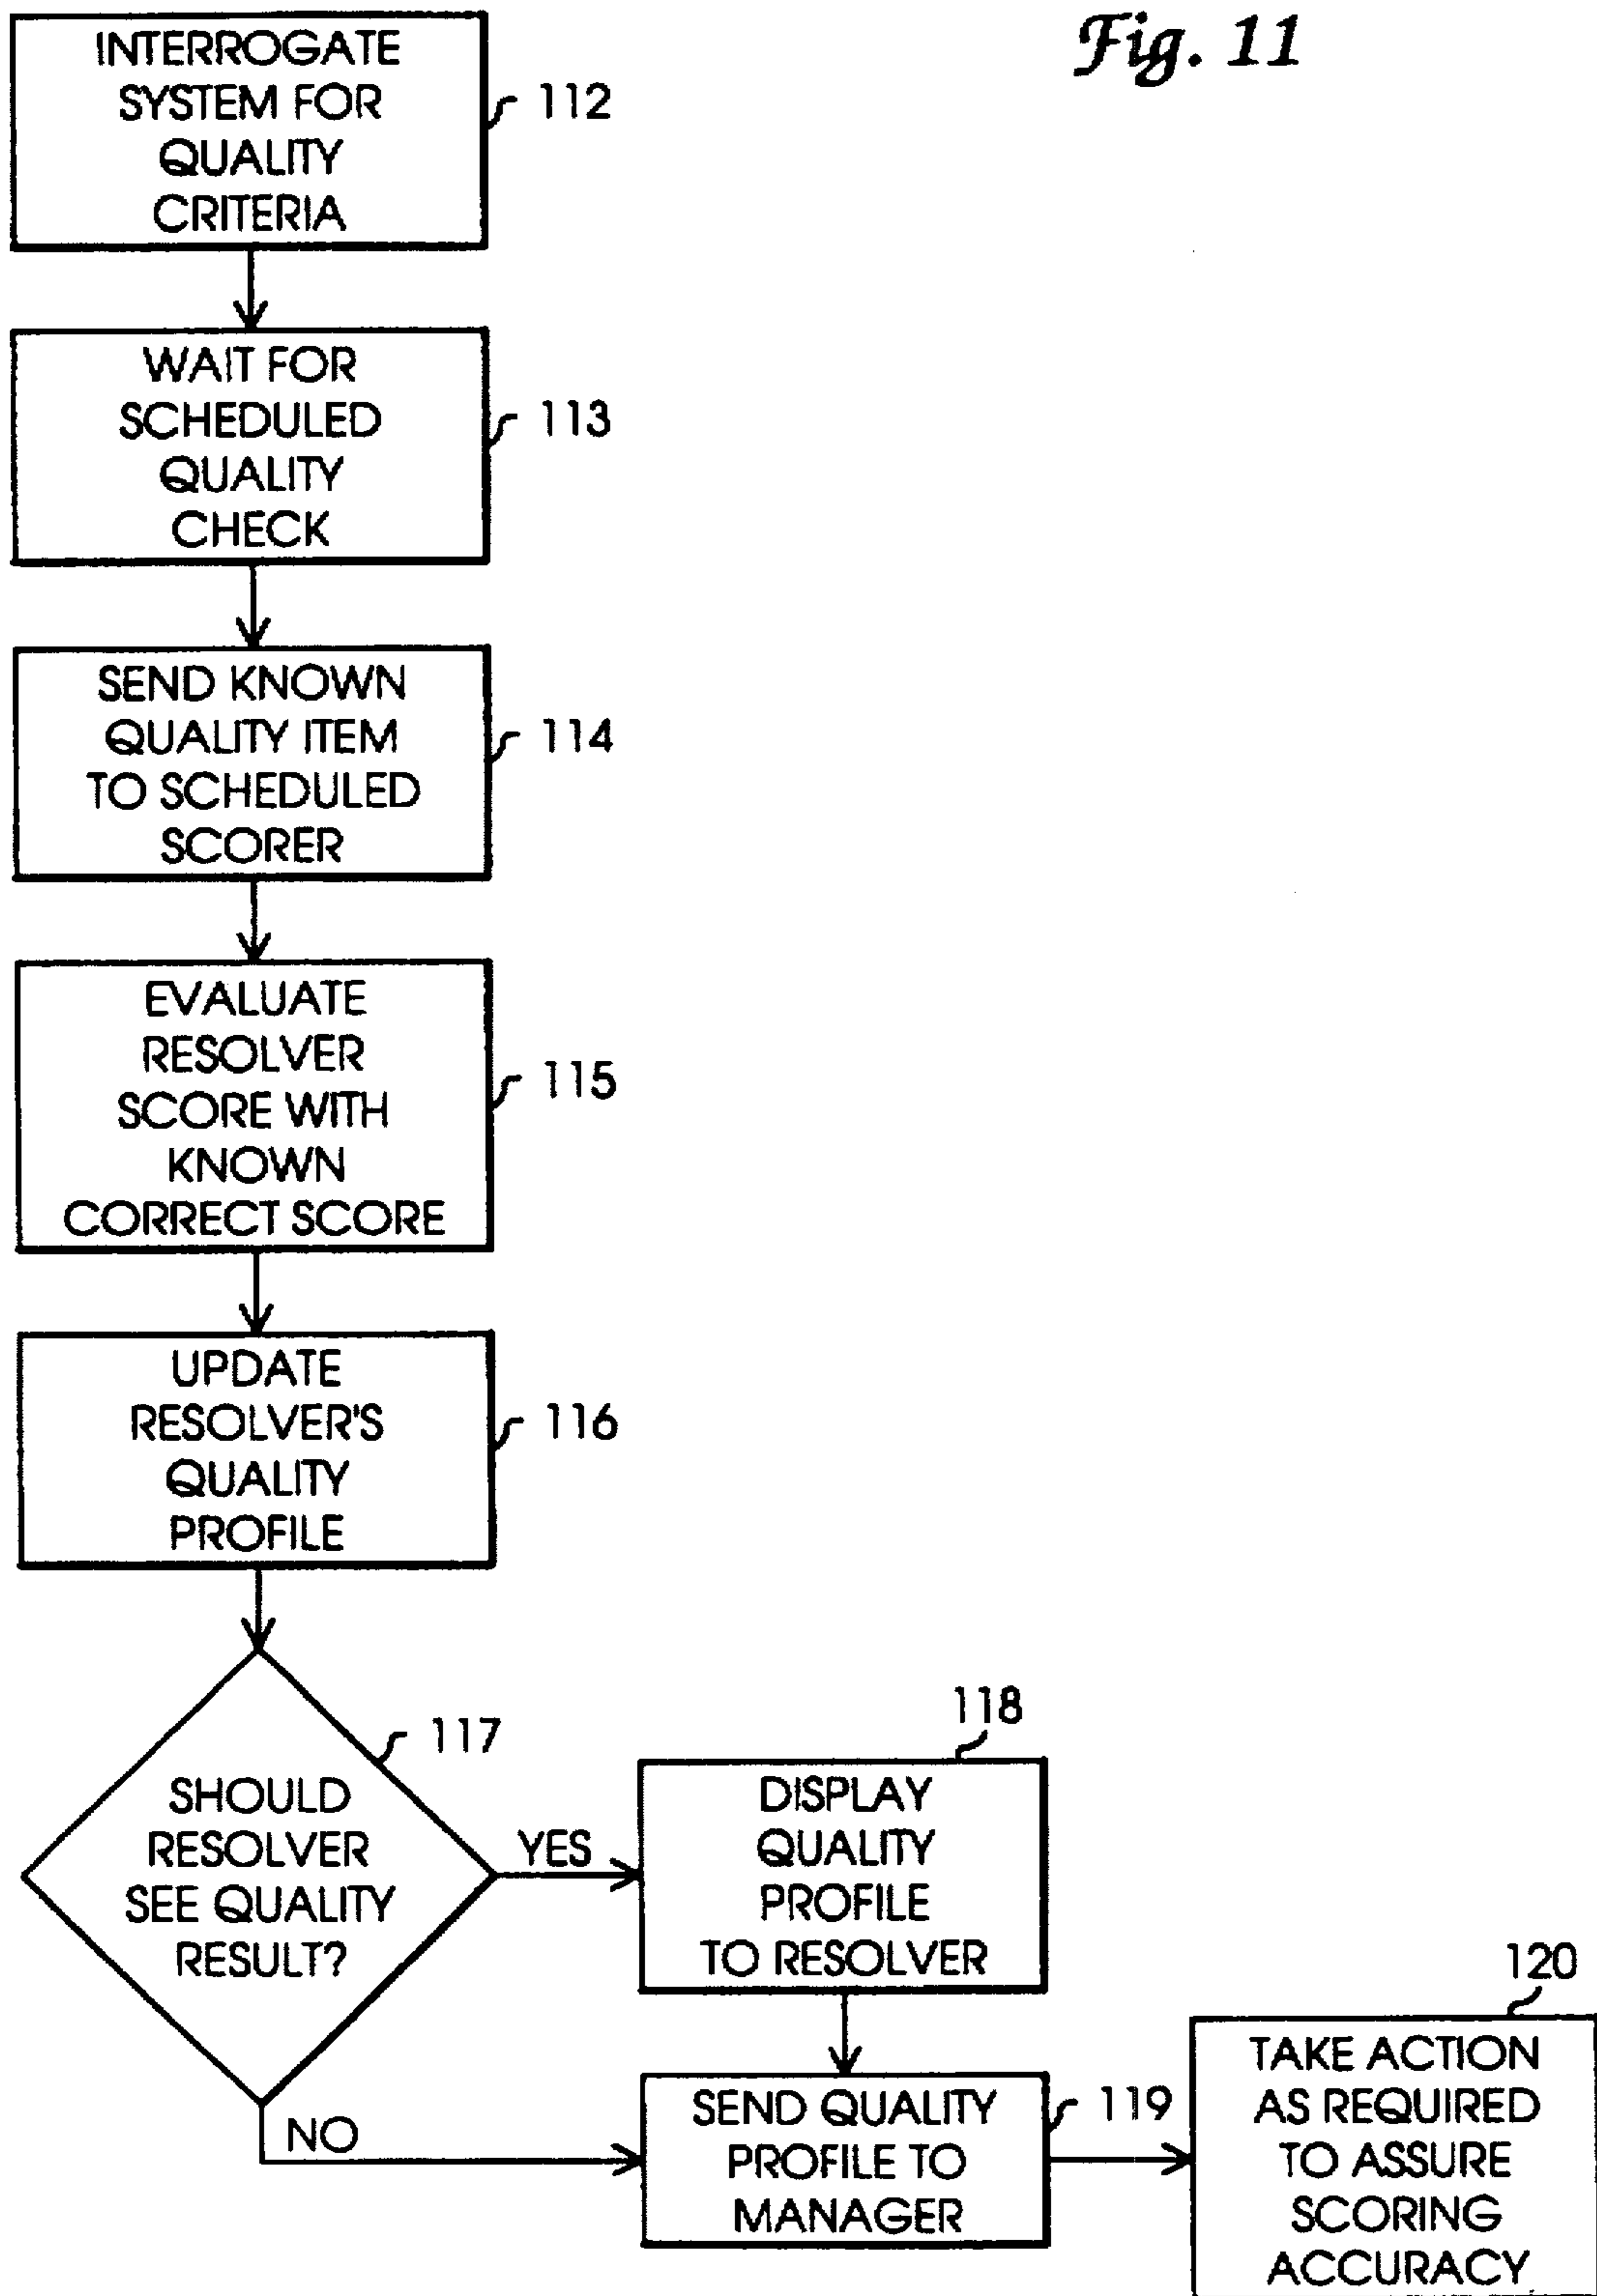 Fig. 11
INTERROGATE
SYSTEM FOR
QUALITY
CRITERIA
112
WAIT FOR
SCHEDULED
QUALITY
CHECK
113
SEND KNOWN
QUALITY ITEM
TO SCHEDULED
SCORER
114
EVALUATE
RESOLVER
SCORE WITH
KNOWN
CORRECT SCORE
115
UPDATE
RESOLVER'S
QUALITY
PROFILE
116
SHOULD
RESOLVER
SEE QUALITY
RESULT?
117
YES
NO
DISPLAY
QUALITY
PROFILE
TO RESOLVER
118
SEND QUALITY
PROFILE TO
MANAGER
119
TAKE ACTION
AS REQUIRED
TO ASSURE
SCORING
ACCURACY
120